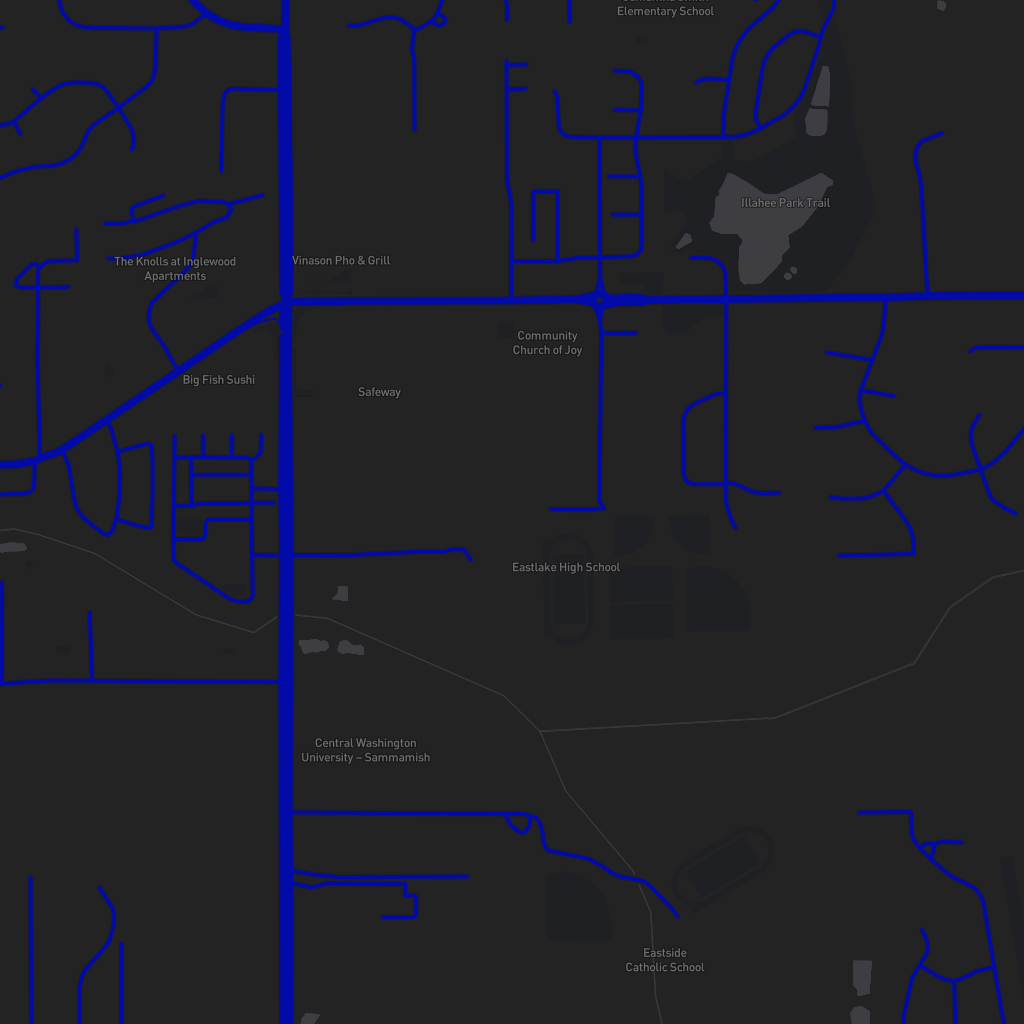 Elementary School
Illahee Park Trail
The Knolls at Inglewood
Apartments
Vinason Pho & Grill
Community
Church of Joy
Big Fish Sushi
Safeway
Eastlake High School
Central Washington
University – Sammamish
Eastside
Catholic School